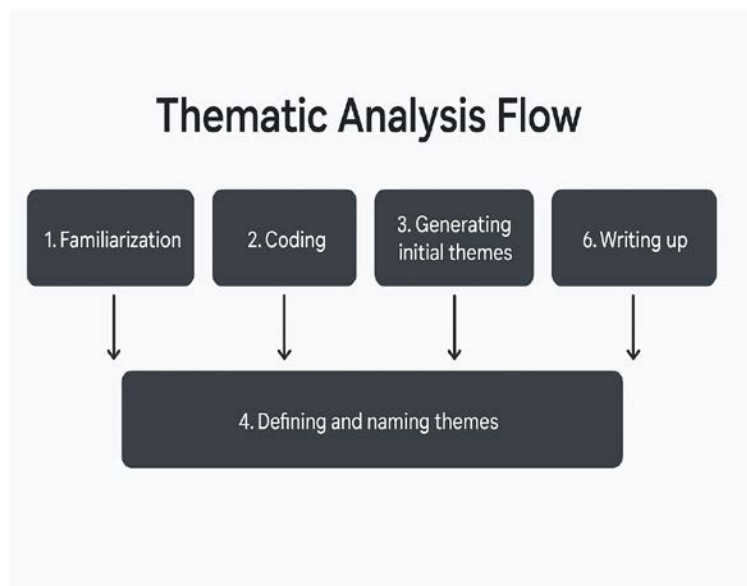 Thematic Analysis Flow
1. Familiarization
2. Coding
3. Generating
initial themes
6. Writing up
4. Defining and naming themes